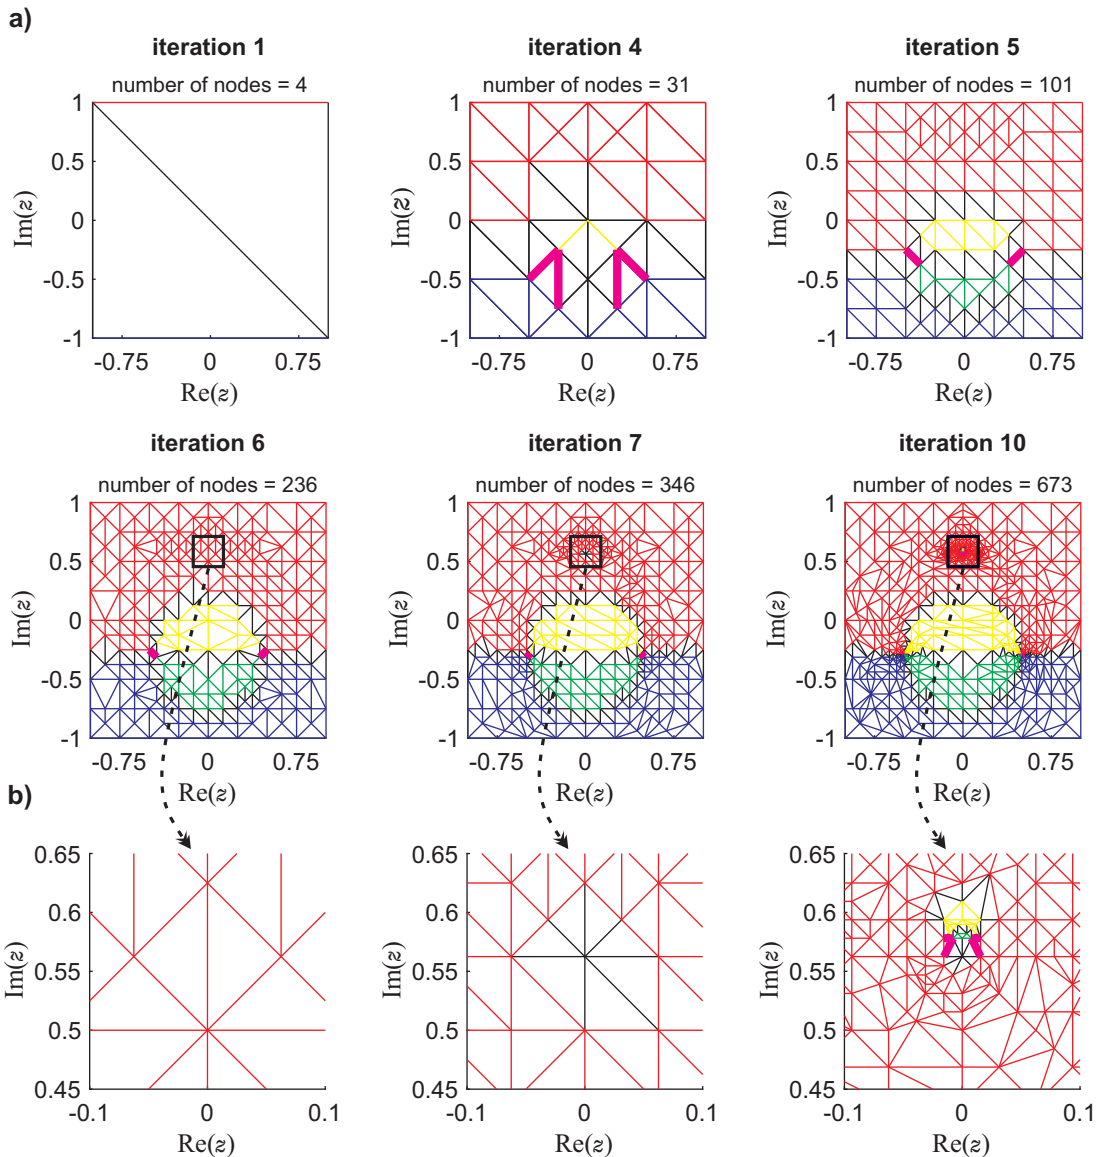 a)
iteration 1
iteration 4
iteration 5
number of nodes = 4
number of nodes = 31
number of nodes = 101
1
0.5
0
-0.5
-1
Im(z)
-0.75 0 0.75
Re(z)
1
0.5
0
-0.5
-1
Im(z)
-0.75 0 0.75
Re(z)
1
0.5
0
-0.5
-1
Im(z)
-0.75 0 0.75
Re(z)
iteration 6
iteration 7
iteration 10
number of nodes = 236
number of nodes = 346
number of nodes = 673
1
0.5
0
-0.5
-1
Im(z)
-0.75 0 0.75
Re(z)
1
0.5
0
-0.5
-1
Im(z)
-0.75 0 0.75
Re(z)
1
0.5
0
-0.5
-1
Im(z)
-0.75 0 0.75
Re(z)
b)
0.65
0.6
0.55
0.5
0.45
Im(z)
-0.1 0 0.1
Re(z)
0.65
0.6
0.55
0.5
0.45
Im(z)
-0.1 0 0.1
Re(z)
0.65
0.6
0.55
0.5
0.45
Im(z)
-0.1 0 0.1
Re(z)